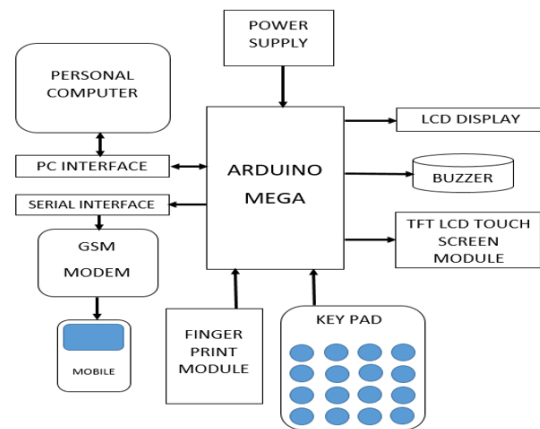 POWER
SUPPLY
PERSONAL
COMPUTER
PC INTERFACE
SERIAL INTERFACE
GSM
MODEM
MOBILE
ARDUINO
MEGA
LCD DISPLAY
BUZZER
TFT LCD TOUCH
SCREEN
MODULE
FINGER
PRINT
MODULE
KEY PAD